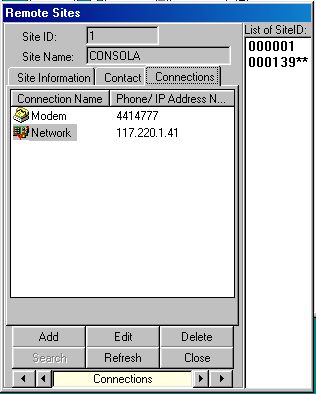 Remote Sites
Site ID: 1
Site Name: CONSOLA
Site Information Contact Connections
Connection Name Phone/ IP Address N...
Modem 4414777
Network 117.220.1.41
Add Edit Delete
Search Refresh Close
Connections
List of SiteID:
000001
000139**